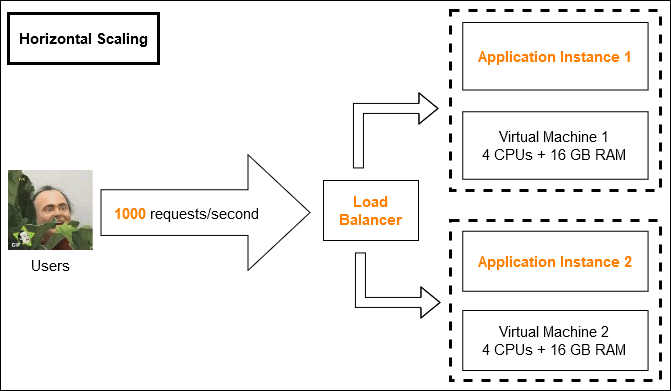 Horizontal Scaling
Application Instance 1
Virtual Machine 1
4 CPUs + 16 GB RAM
1000 requests/second
Load
Balancer
GIF
Users
Application Instance 2
Virtual Machine 2
4 CPUs + 16 GB RAM